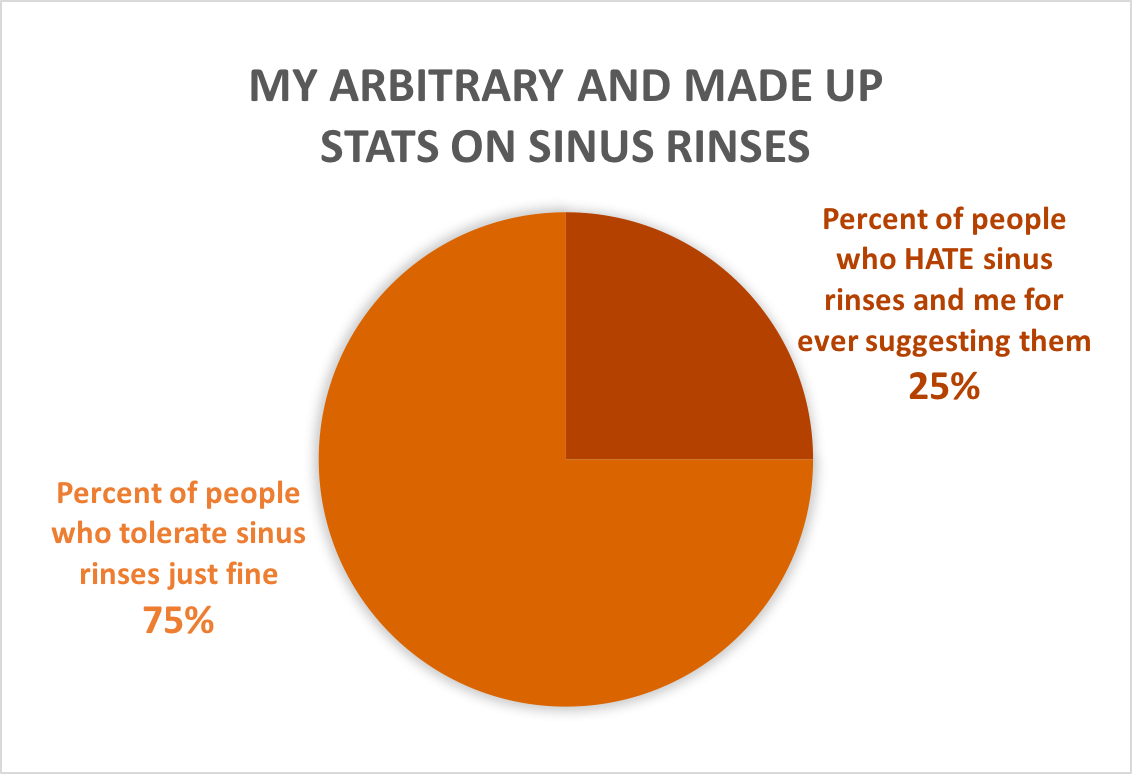 MY ARBITRARY AND MADE UP
STATS ON SINUS RINSES
Percent of people
who HATE sinus
rinses and me for
ever suggesting them
25%
Percent of people
who tolerate sinus
rinses just fine
75%